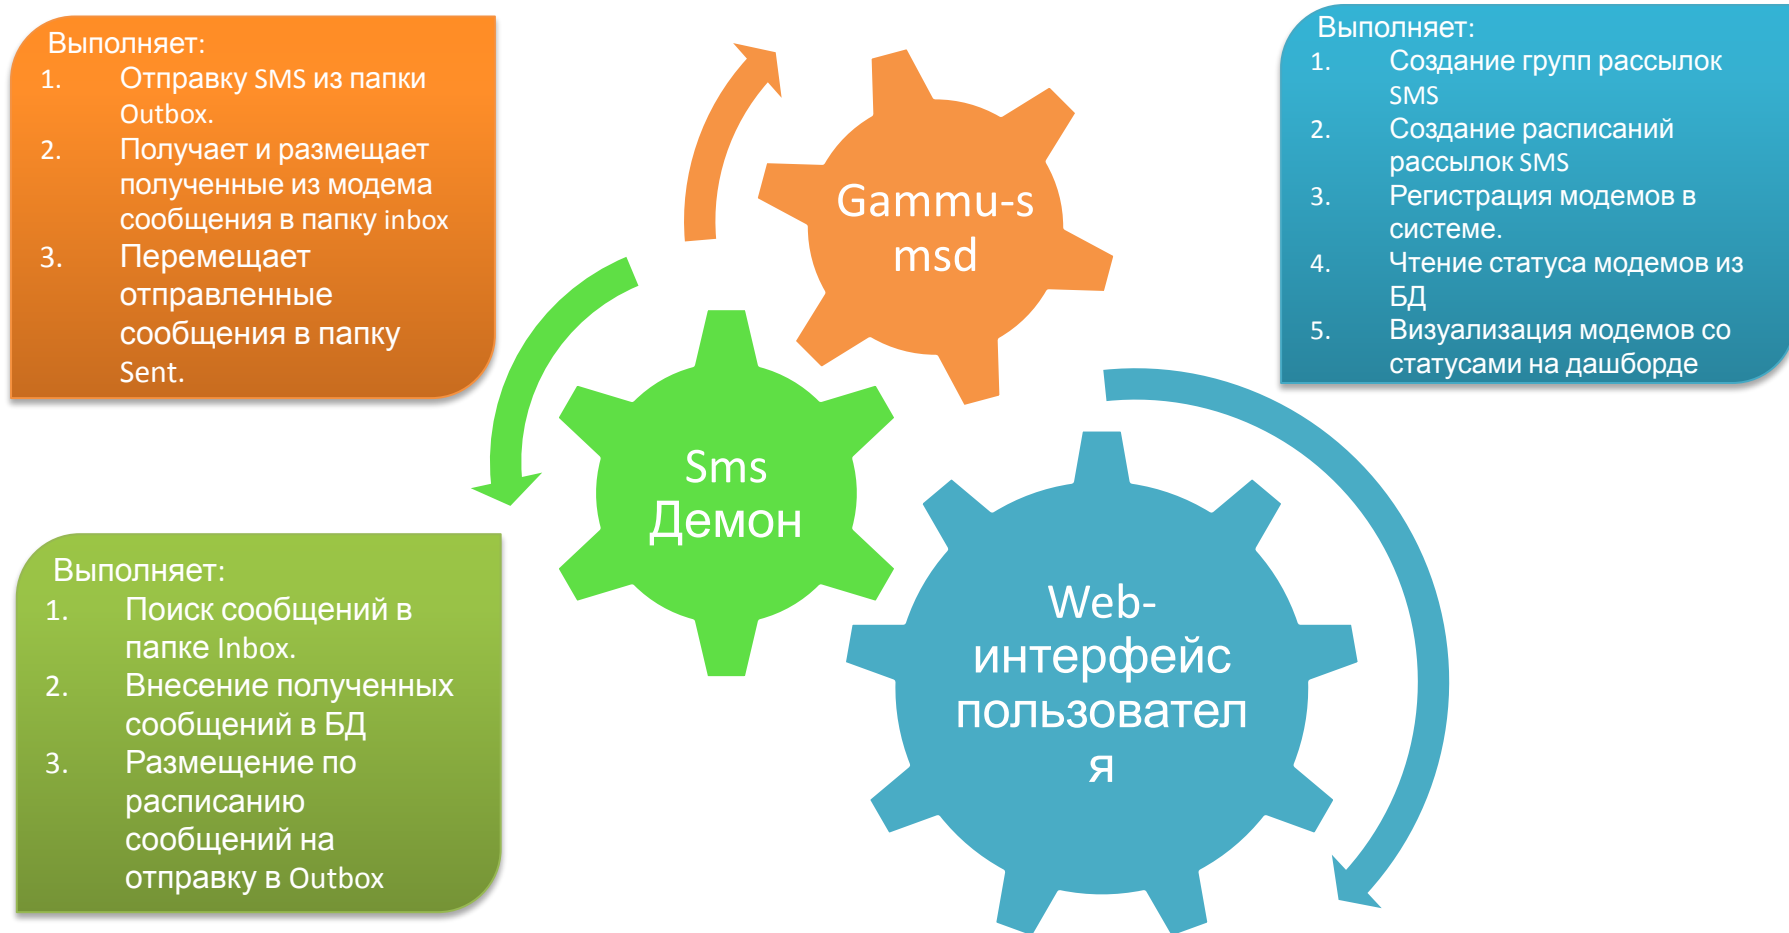 Выполняет:
1. Отправку SMS из папки
Outbox.
2. Получает и размещает
полученные из модема
сообщения в папку inbox
3. Перемещает
отправленные
сообщения в папку
Sent.
Gammu-s
msd
Выполняет:
1. Создание групп рассылок
SMS
2. Создание расписаний
рассылок SMS
3. Регистрация модемов в
системе.
4. Чтение статуса модемов из
БД
5. Визуализация модемов со
статусами на дашборде
Sms
Демон
Выполняет:
1. Поиск сообщений в
папке Inbox.
2. Внесение полученных
сообщений в БД
3. Размещение по
расписанию
сообщений на
отправку в Outbox
Web-
интерфейс
пользовател
я